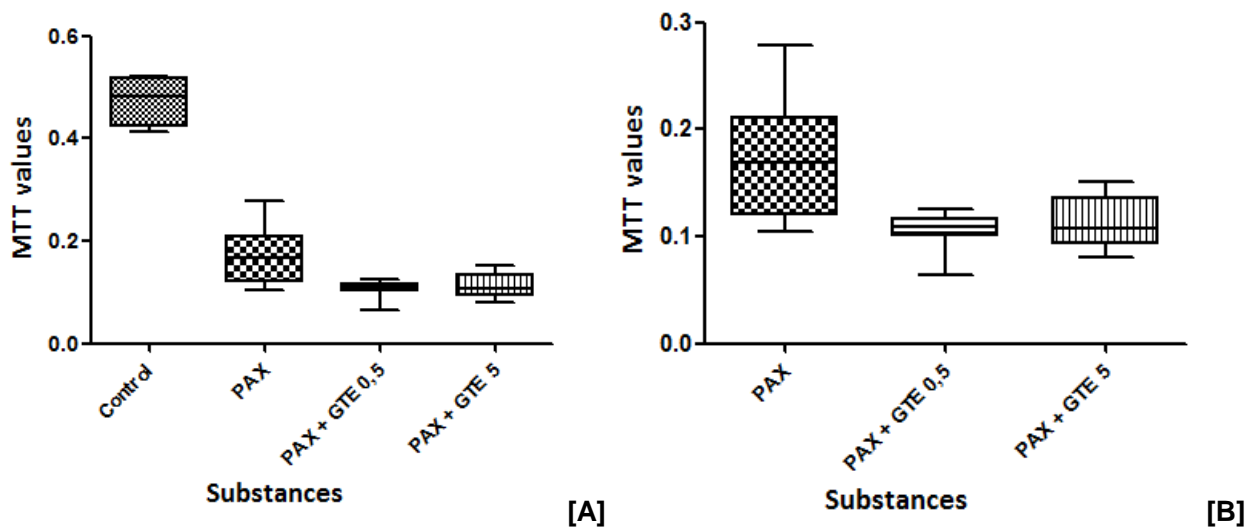 0.6
0.4
0.2
0.0
MTT values
Control
PAX
PAX + GTE 0,5
PAX + GTE 5
Substances
[A]
0.3
0.2
0.1
0.0
MTT values
PAX
PAX + GTE 0,5
PAX + GTE 5
Substances
[B]